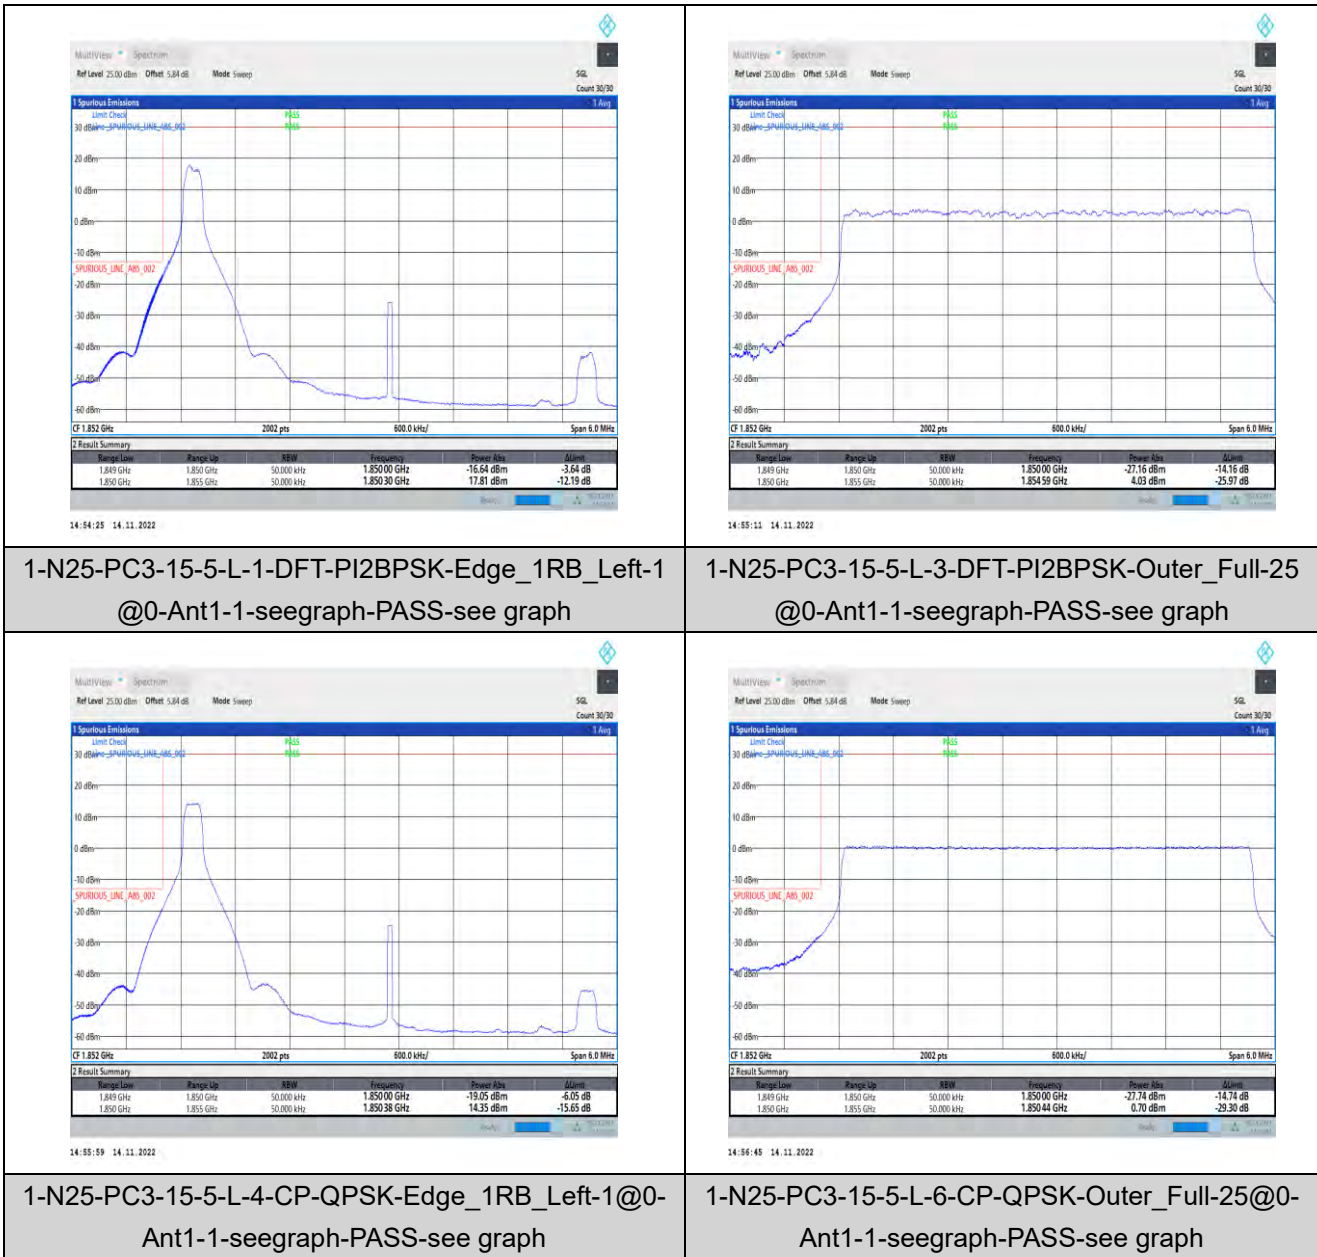 MultiView Spectrum
Ref Level 25.00 dBm Offset 5.84 dB Mode Sweep SGL
Count 30/30
1 Spurious Emissions 1 Avg
Limit Check PASS
30 dBm _SPURIOUS_LINE_ABS_002 PASS
20 dBm
10 dBm
0 dBm
-10 dBm
_SPURIOUS_LINE_ABS_002
-20 dBm
-30 dBm
-40 dBm
-50 dBm
-60 dBm
CF 1.852 GHz 2002 pts 600.0 kHz/ Span 6.0 MHz
2 Result Summary
Range Low Range Up RBW Frequency Power Abs ΔLimit
1.849 GHz 1.850 GHz 50.000 kHz 1.85000 GHz -16.64 dBm -3.64 dB
1.850 GHz 1.855 GHz 50.000 kHz 1.85030 GHz 17.81 dBm -12.19 dB
14:54:25 14.11.2022
1-N25-PC3-15-5-L-1-DFT-PI2BPSK-Edge_1RB_Left-1
@0-Ant1-1-seegraph-PASS-see graph
MultiView Spectrum
Ref Level 25.00 dBm Offset 5.84 dB Mode Sweep SGL
Count 30/30
1 Spurious Emissions 1 Avg
Limit Check PASS
30 dBm _SPURIOUS_LINE_ABS_002 PASS
20 dBm
10 dBm
0 dBm
-10 dBm
_SPURIOUS_LINE_ABS_002
-20 dBm
-30 dBm
-40 dBm
-50 dBm
-60 dBm
CF 1.852 GHz 2002 pts 600.0 kHz/ Span 6.0 MHz
2 Result Summary
Range Low Range Up RBW Frequency Power Abs ΔLimit
1.849 GHz 1.850 GHz 50.000 kHz 1.85000 GHz -27.16 dBm -14.16 dB
1.850 GHz 1.855 GHz 50.000 kHz 1.85459 GHz 4.03 dBm -25.97 dB
14:55:11 14.11.2022
1-N25-PC3-15-5-L-3-DFT-PI2BPSK-Outer_Full-25
@0-Ant1-1-seegraph-PASS-see graph
MultiView Spectrum
Ref Level 25.00 dBm Offset 5.84 dB Mode Sweep SGL
Count 30/30
1 Spurious Emissions 1 Avg
Limit Check PASS
30 dBm _SPURIOUS_LINE_ABS_002 PASS
20 dBm
10 dBm
0 dBm
-10 dBm
_SPURIOUS_LINE_ABS_002
-20 dBm
-30 dBm
-40 dBm
-50 dBm
-60 dBm
CF 1.852 GHz 2002 pts 600.0 kHz/ Span 6.0 MHz
2 Result Summary
Range Low Range Up RBW Frequency Power Abs ΔLimit
1.849 GHz 1.850 GHz 50.000 kHz 1.85000 GHz -19.05 dBm -6.05 dB
1.850 GHz 1.855 GHz 50.000 kHz 1.85038 GHz 14.35 dBm -15.65 dB
14:55:59 14.11.2022
1-N25-PC3-15-5-L-4-CP-QPSK-Edge_1RB_Left-1@0-
Ant1-1-seegraph-PASS-see graph
MultiView Spectrum
Ref Level 25.00 dBm Offset 5.84 dB Mode Sweep SGL
Count 30/30
1 Spurious Emissions 1 Avg
Limit Check PASS
30 dBm _SPURIOUS_LINE_ABS_002 PASS
20 dBm
10 dBm
0 dBm
-10 dBm
_SPURIOUS_LINE_ABS_002
-20 dBm
-30 dBm
-40 dBm
-50 dBm
-60 dBm
CF 1.852 GHz 2002 pts 600.0 kHz/ Span 6.0 MHz
2 Result Summary
Range Low Range Up RBW Frequency Power Abs ΔLimit
1.849 GHz 1.850 GHz 50.000 kHz 1.85000 GHz -27.74 dBm -14.74 dB
1.850 GHz 1.855 GHz 50.000 kHz 1.85044 GHz 0.70 dBm -29.30 dB
14:56:45 14.11.2022
1-N25-PC3-15-5-L-6-CP-QPSK-Outer_Full-25@0-
Ant1-1-seegraph-PASS-see graph